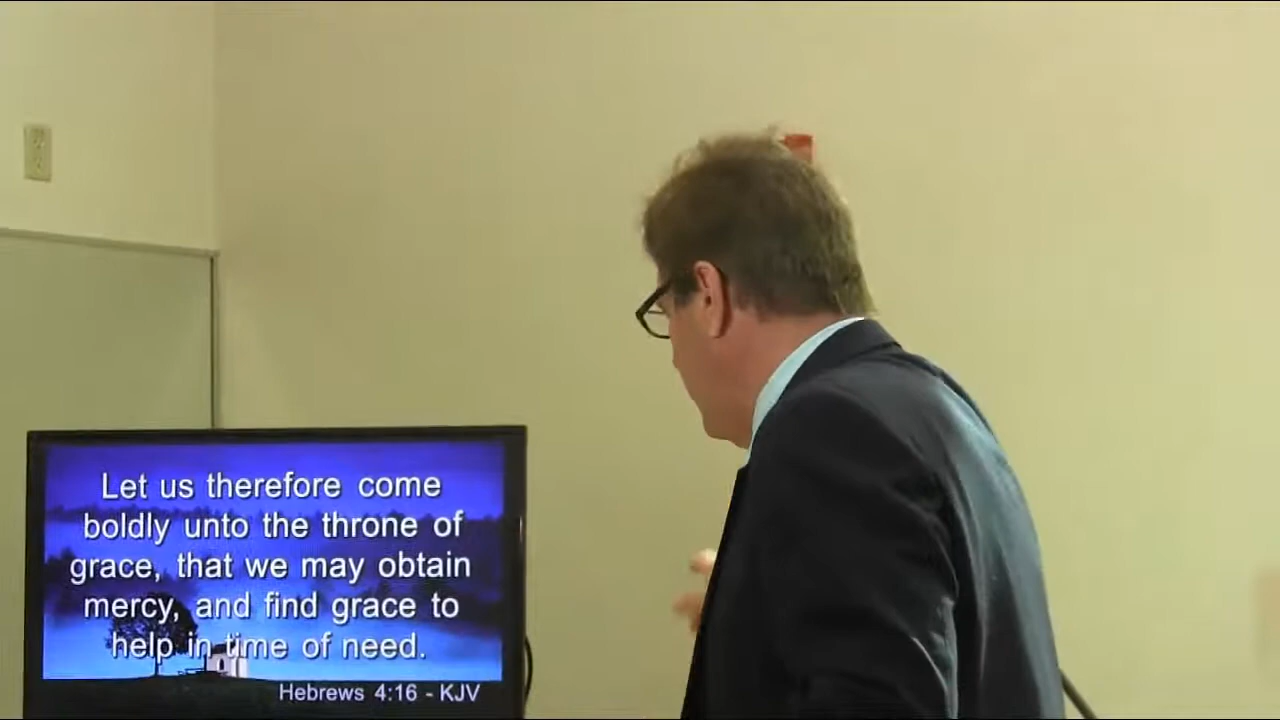 Let us therefore come
boldly unto the throne of
grace, that we may obtain
mercy, and find grace to
help in time of need.
Hebrews 4:16 - KJV